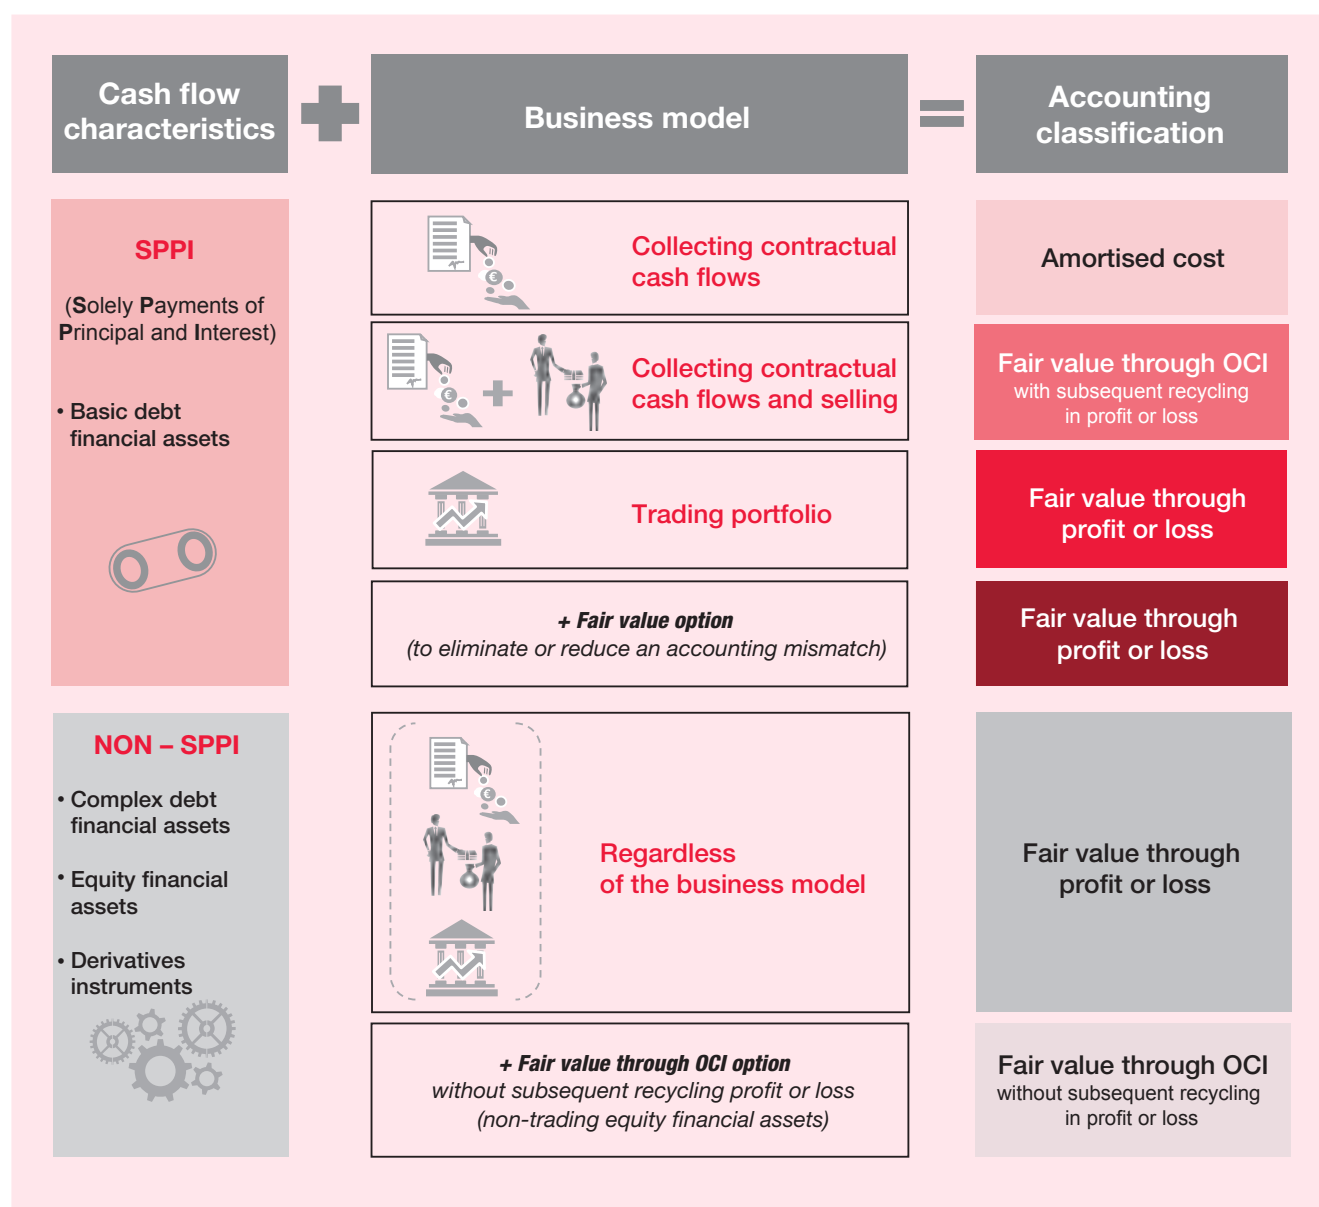 Cash flow
characteristics
Business model
Accounting
classification
SPPI
(Solely Payments of
Principal and Interest)
• Basic debt
financial assets
Collecting contractual
cash flows
€
Amortised cost
Collecting contractual
cash flows and selling
€
Fair value through OCI
with subsequent recycling
in profit or loss
Trading portfolio
Fair value through
profit or loss
+ Fair value option
(to eliminate or reduce an accounting mismatch)
Fair value through
profit or loss
NON – SPPI
• Complex debt
financial assets
• Equity financial
assets
• Derivatives
instruments
€
Regardless
of the business model
Fair value through
profit or loss
+ Fair value through OCI option
without subsequent recycling profit or loss
(non-trading equity financial assets)
Fair value through OCI
without subsequent recycling
in profit or loss